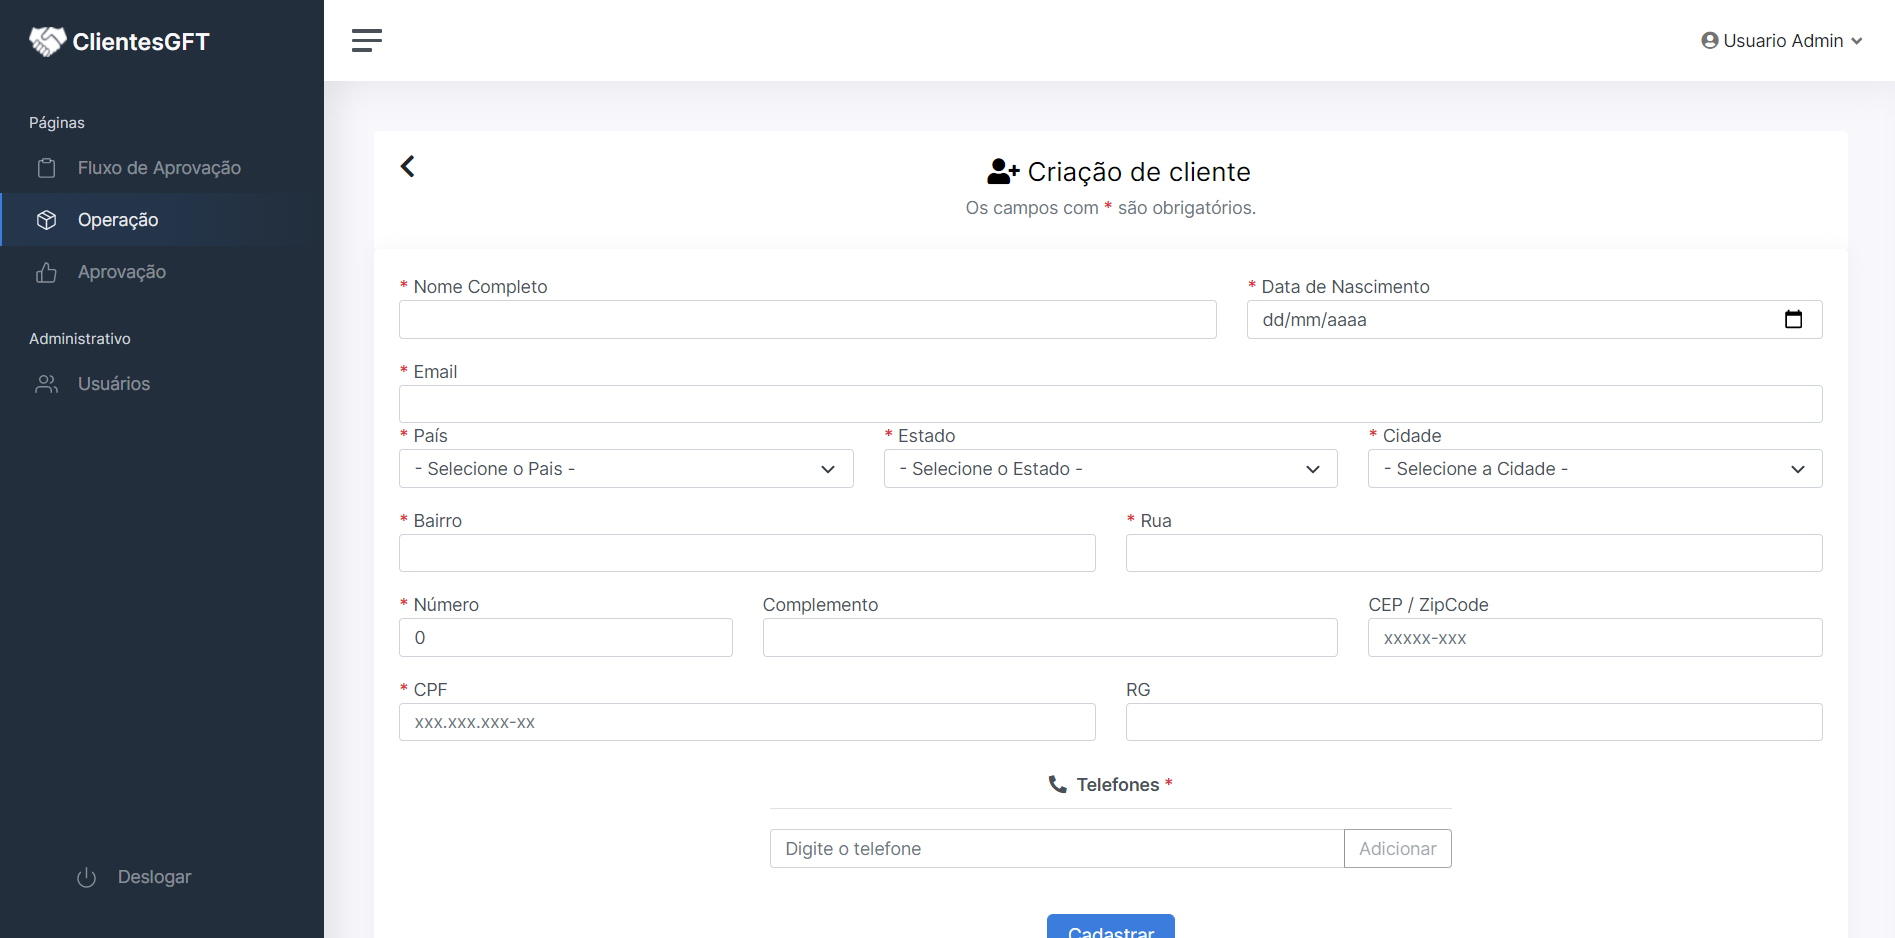 ClientesGFT
Usuario Admin
Páginas
Fluxo de Aprovação
Operação
Aprovação
Administrativo
Usuários
Deslogar
Criação de cliente
Os campos com * são obrigatórios.
* Nome Completo
* Data de Nascimento
dd/mm/aaaa
* Email
* País
* Estado
* Cidade
- Selecione o Pais -
- Selecione o Estado -
- Selecione a Cidade -
* Bairro
* Rua
* Número
Complemento
CEP / ZipCode
0
xxxxx-xxx
* CPF
RG
xxx.xxx.xxx-xx
Telefones *
Digite o telefone
Adicionar
Cadastrar